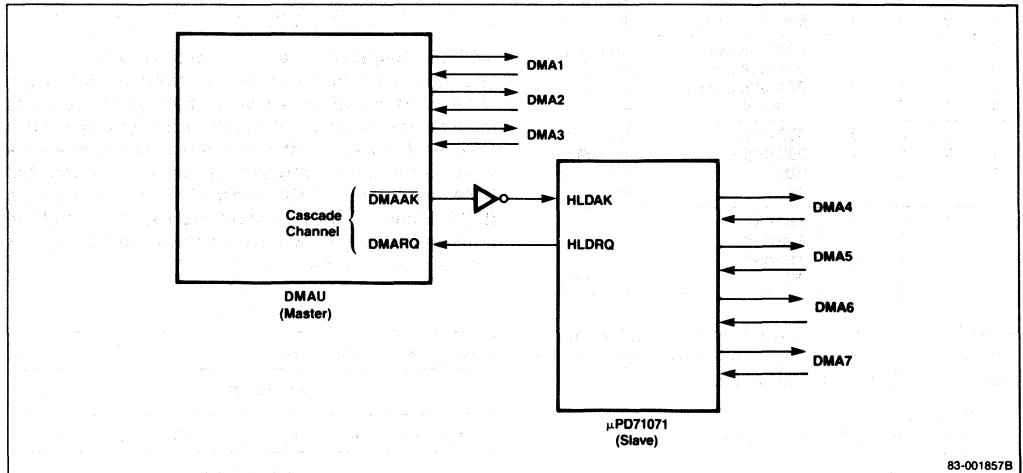 DMA1
DMA2
DMA3
Cascade
Channel
DMAAK
DMARQ
HLDAK
HLDRQ
DMA4
DMA5
DMA6
DMA7
DMAU
(Master)
μPD71071
(Slave)
83-001857B